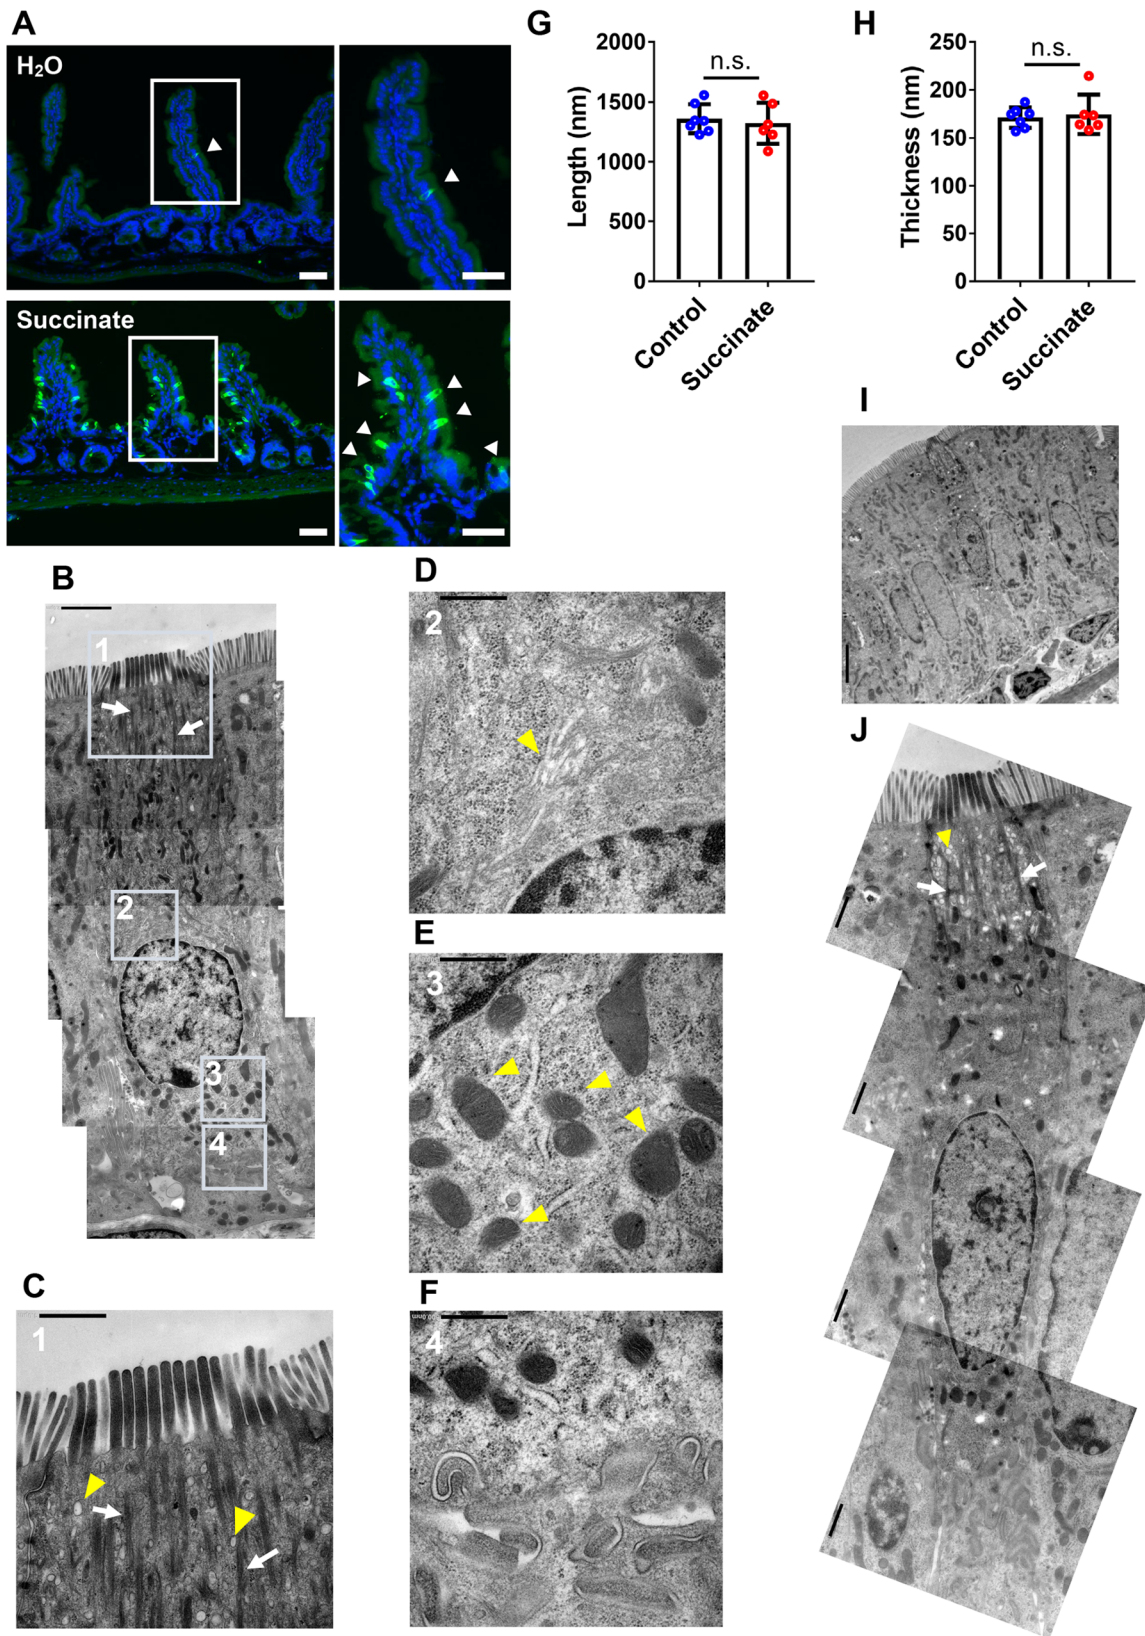 A
H₂O
Succinate
B
1
2
3
4
C
1
D
2
E
3
F
4
G
2000
1500
1000
500
0
Length (nm)
n.s.
Control
Succinate
H
250
200
150
100
50
0
Thickness (nm)
n.s.
Control
Succinate
I
J